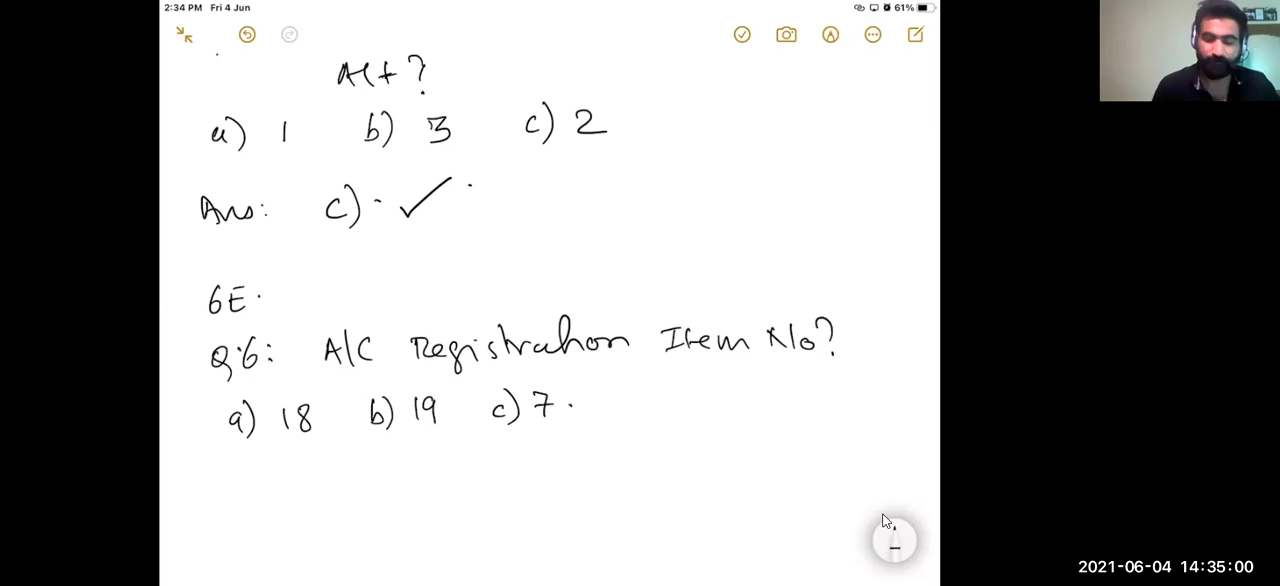 2:34 PM Fri 4 Jun 61%
Alt?
a) 1 b) 3 c) 2
Ans: c)
6E.
Q.6: A/C Registration Item No?
a) 18 b) 19 c) 7.
2021-06-04 14:35:00